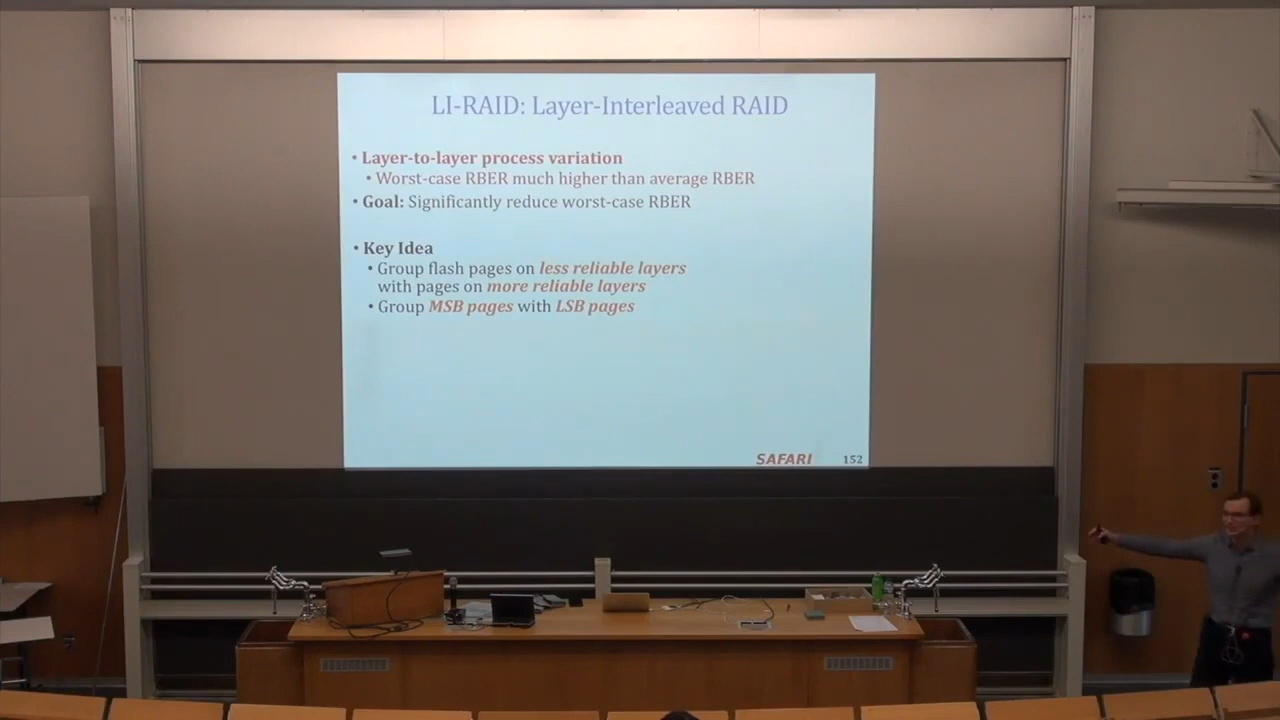 LI-RAID: Layer-Interleaved RAID
• Layer-to-layer process variation
• Worst-case RBER much higher than average RBER
• Goal: Significantly reduce worst-case RBER
• Key Idea
• Group flash pages on less reliable layers
with pages on more reliable layers
• Group MSB pages with LSB pages
SAFARI 152